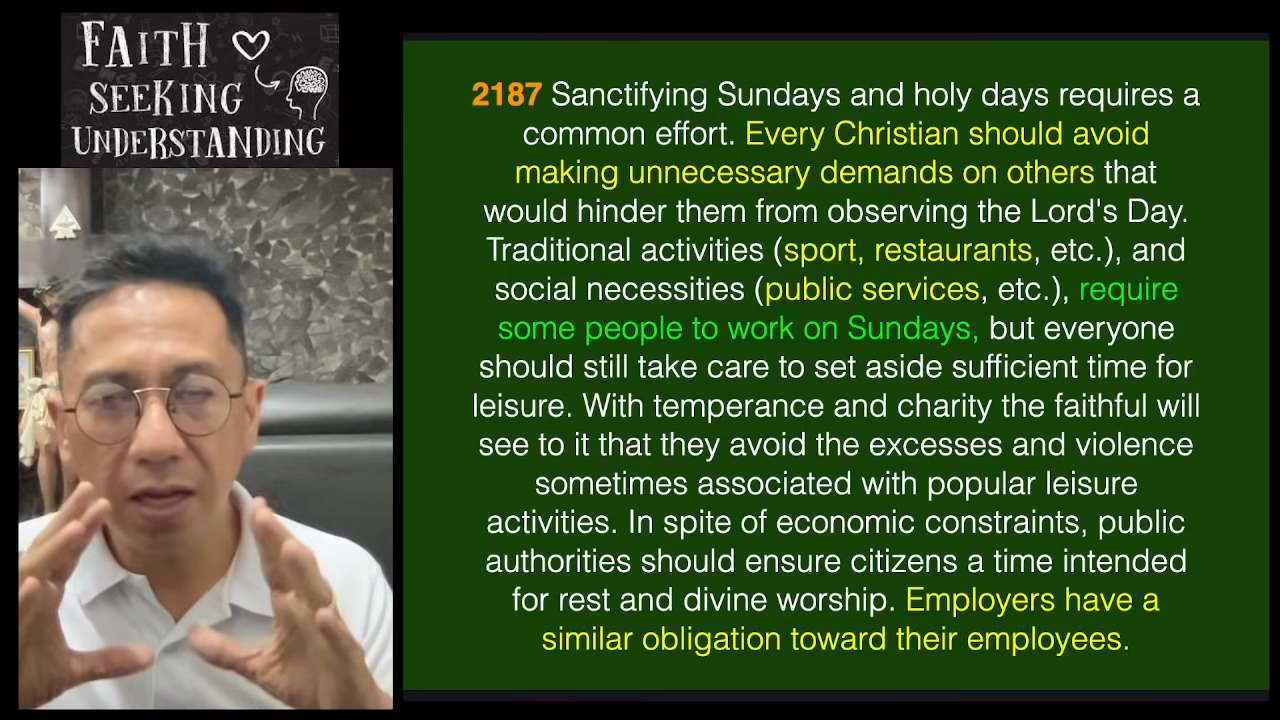 FAITH
SEEKING
UNDERSTANDING
2187 Sanctifying Sundays and holy days requires a
common effort. Every Christian should avoid
making unnecessary demands on others that
would hinder them from observing the Lord's Day.
Traditional activities (sport, restaurants, etc.), and
social necessities (public services, etc.), require
some people to work on Sundays, but everyone
should still take care to set aside sufficient time for
leisure. With temperance and charity the faithful will
see to it that they avoid the excesses and violence
sometimes associated with popular leisure
activities. In spite of economic constraints, public
authorities should ensure citizens a time intended
for rest and divine worship. Employers have a
similar obligation toward their employees.